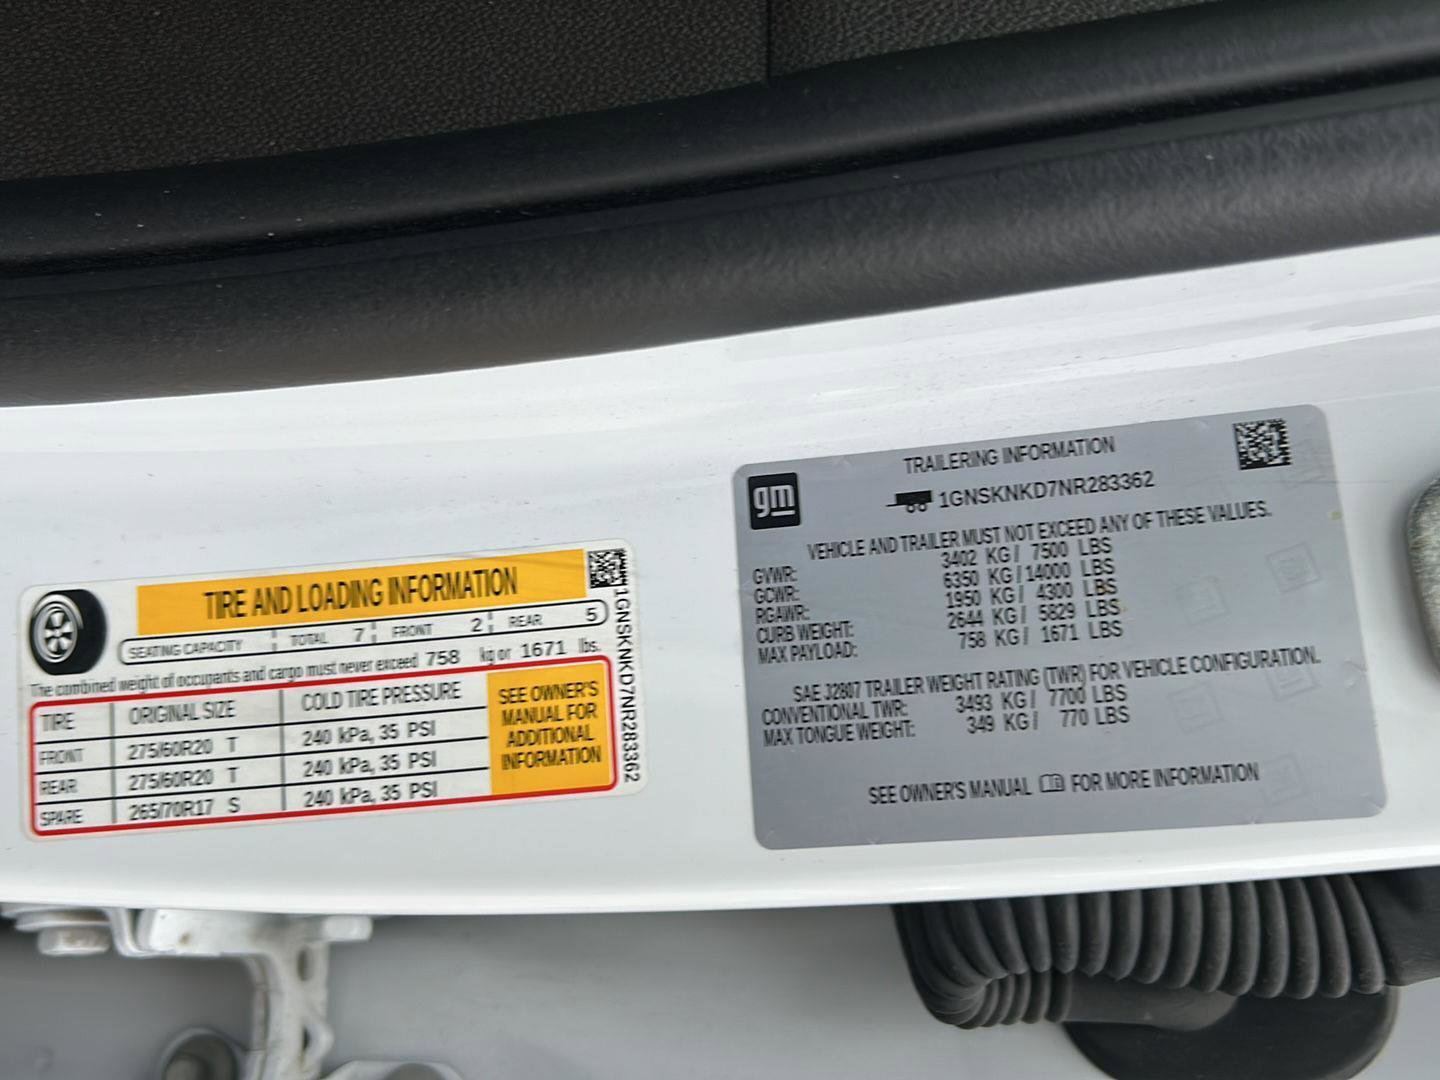 TIRE AND LOADING INFORMATION
SEATING CAPACITY TOTAL 7 FRONT 2 REAR 5
The combined weight of occupants and cargo must never exceed 758 kg or 1671 lbs.
TIRE ORIGINAL SIZE COLD TIRE PRESSURE
FRONT 275/60R20 T 240 kPa, 35 PSI
REAR 275/60R20 T 240 kPa, 35 PSI
SPARE 265/70R17 S 240 kPa, 35 PSI
SEE OWNER'S
MANUAL FOR
ADDITIONAL
INFORMATION
1GNSKNKD7NR283362
gm
TRAILERING INFORMATION
1GNSKNKD7NR283362
VEHICLE AND TRAILER MUST NOT EXCEED ANY OF THESE VALUES.
GVWR: 3402 KG / 7500 LBS
GCWR: 6350 KG / 14000 LBS
RGAWR: 1950 KG / 4300 LBS
CURB WEIGHT: 2644 KG / 5829 LBS
MAX PAYLOAD: 758 KG / 1671 LBS
SAE J2807 TRAILER WEIGHT RATING (TWR) FOR VEHICLE CONFIGURATION.
CONVENTIONAL TWR: 3493 KG / 7700 LBS
MAX TONGUE WEIGHT: 349 KG / 770 LBS
SEE OWNER'S MANUAL FOR MORE INFORMATION